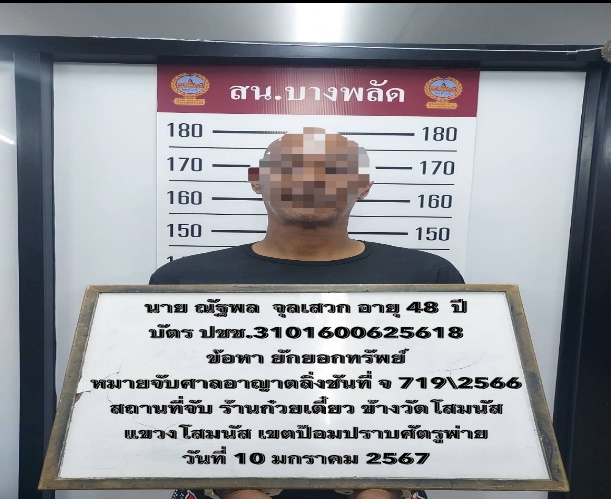 สน.บางพลัด
180 180
170 170
160 160
150 150
นาย ณัฐพล จุลเสวก อายุ 48 ปี
บัตร ปชช.3101600625618
ข้อหา ยักยอกทรัพย์
หมายจับศาลอาญาตลิ่งชันที่ จ 719\2566
สถานที่จับ ร้านก๋วยเตี๋ยว ข้างวัดโสมนัส
แขวงโสมนัส เขตป้อมปราบศัตรูพ่าย
วันที่ 10 มกราคม 2567